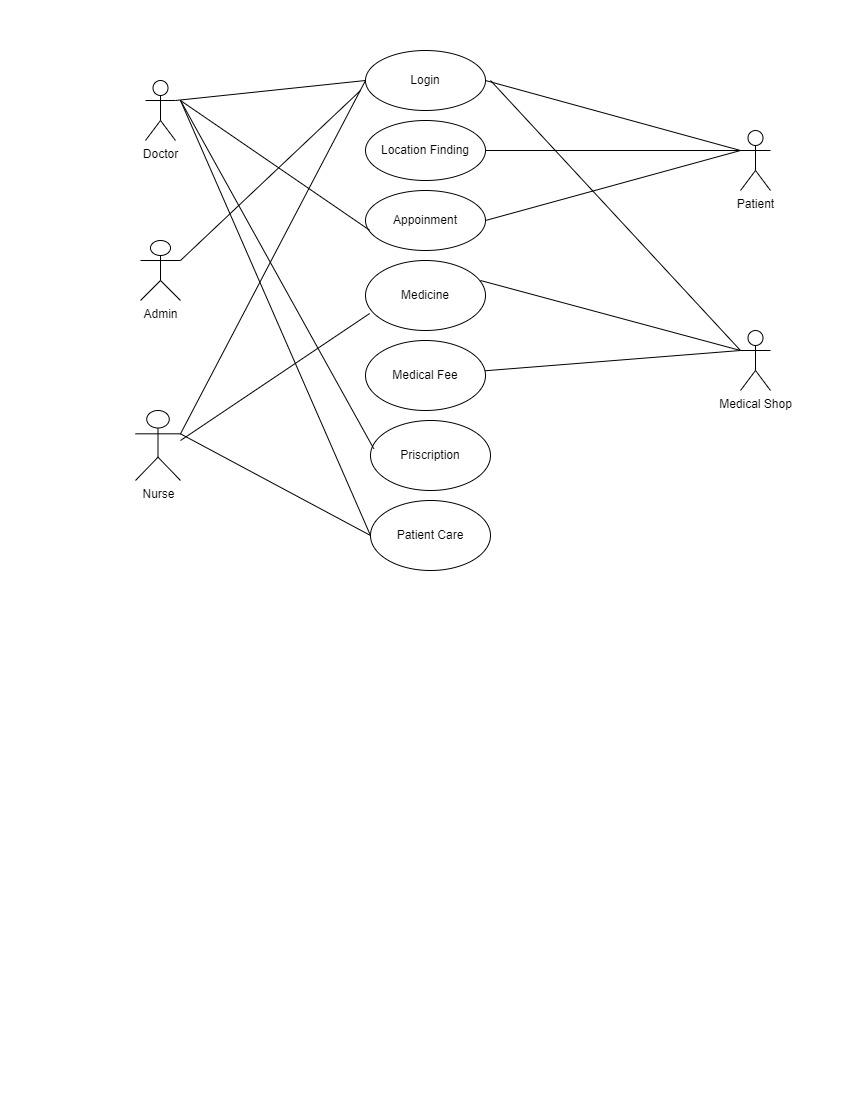 Login
Doctor
Location Finding
Patient
Appoinment
Admin
Medicine
Medical Fee
Medical Shop
Priscription
Nurse
Patient Care